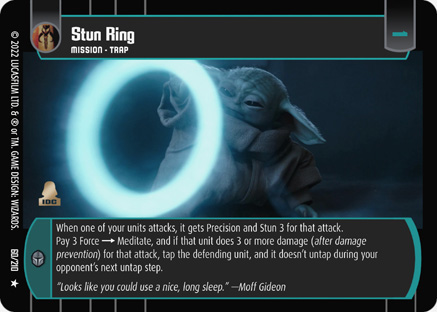 Stun Ring
MISSION · TRAP
© 2022 LUCASFILM LTD. & ® OR TM. GAME DESIGN: WIZARDS.
IDC
When one of your units attacks, it gets Precision and Stun 3 for that attack.
Pay 3 Force → Meditate, and if that unit does 3 or more damage (after damage
prevention) for that attack, tap the defending unit, and it doesn't untap during your
opponent's next untap step.
"Looks like you could use a nice, long sleep." —Moff Gideon